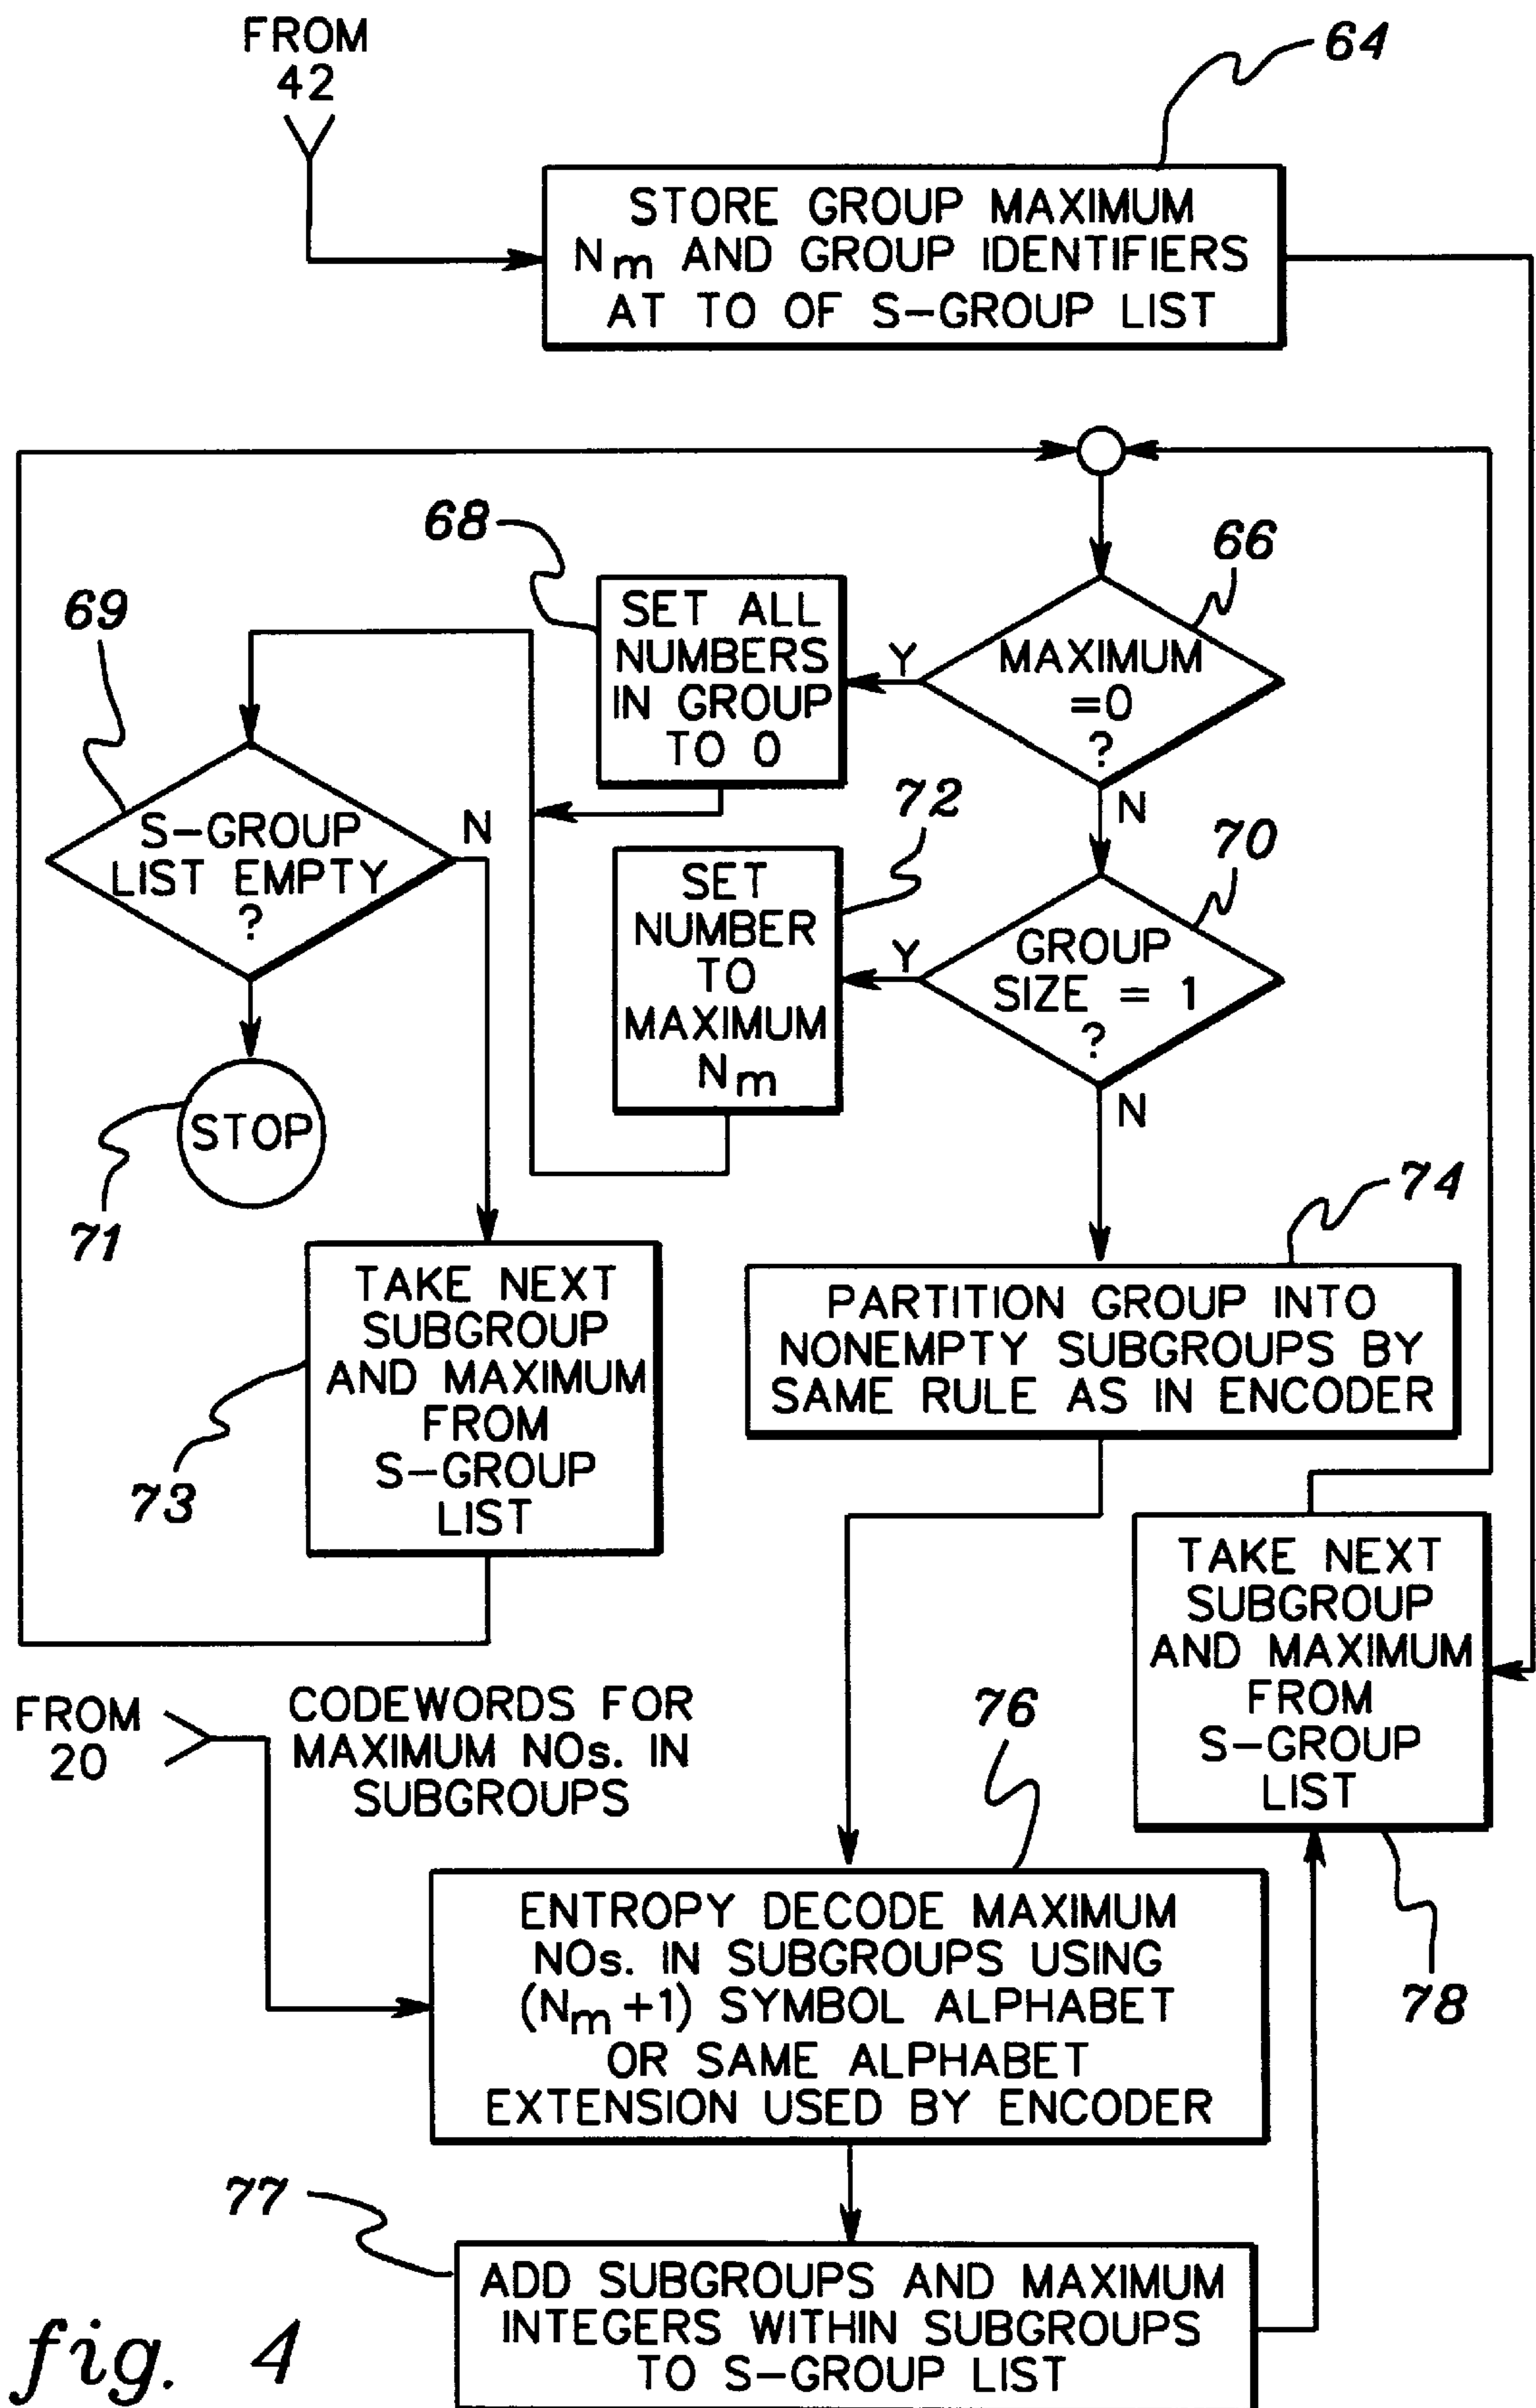 FROM
42
64
STORE GROUP MAXIMUM
Nm AND GROUP IDENTIFIERS
AT TO OF S-GROUP LIST
68
66
SET ALL
NUMBERS
IN GROUP
TO 0
Y
MAXIMUM
=0
?
N
69
S-GROUP
LIST EMPTY
?
N
72
70
SET
NUMBER
TO
MAXIMUM
Nm
Y
GROUP
SIZE = 1
?
N
STOP
71
74
PARTITION GROUP INTO
NONEMPTY SUBGROUPS BY
SAME RULE AS IN ENCODER
TAKE NEXT
SUBGROUP
AND MAXIMUM
FROM
S-GROUP
LIST
73
TAKE NEXT
SUBGROUP
AND MAXIMUM
FROM
S-GROUP
LIST
78
FROM
20
CODEWORDS FOR
MAXIMUM NOs. IN
SUBGROUPS
76
ENTROPY DECODE MAXIMUM
NOs. IN SUBGROUPS USING
(Nm+1) SYMBOL ALPHABET
OR SAME ALPHABET
EXTENSION USED BY ENCODER
77
ADD SUBGROUPS AND MAXIMUM
INTEGERS WITHIN SUBGROUPS
TO S-GROUP LIST
fig. 4